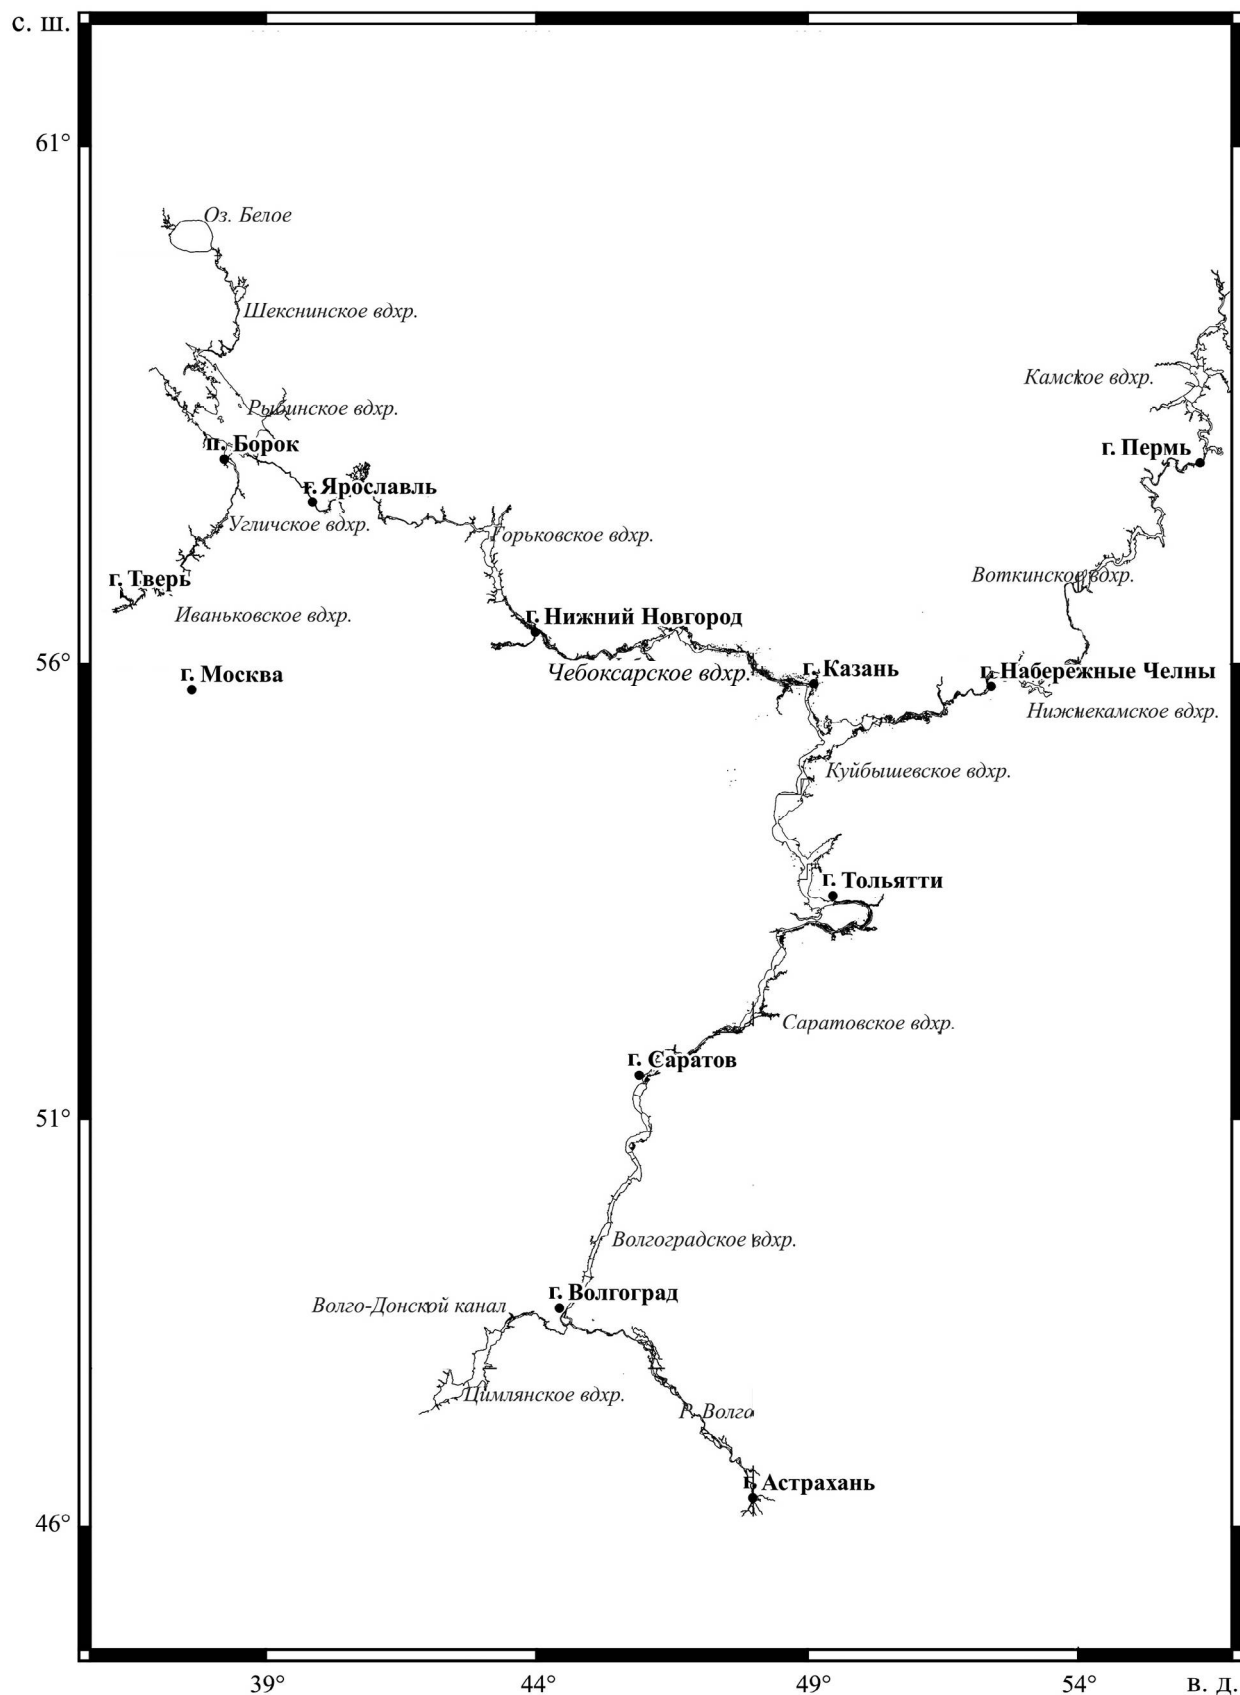 с. ш.
61°
Оз. Белое
Шекснинское вдхр.
Камское вдхр.
Рыбинское вдхр.
п. Борок
г. Пермь
г. Ярославль
Угличское вдхр.
Горьковское вдхр.
Воткинское вдхр.
г. Тверь
Иваньковское вдхр.
г. Нижний Новгород
56°
Чебоксарское вдхр.
г. Москва
г. Казань
г. Набережные Челны
Нижнекамское вдхр.
Куйбышевское вдхр.
г. Тольятти
Саратовское вдхр.
г. Саратов
51°
Волгоградское вдхр.
г. Волгоград
Волго-Донской канал
Цимлянское вдхр.
Р. Волга
г. Астрахань
46°
39°
44°
49°
54°
в. д.